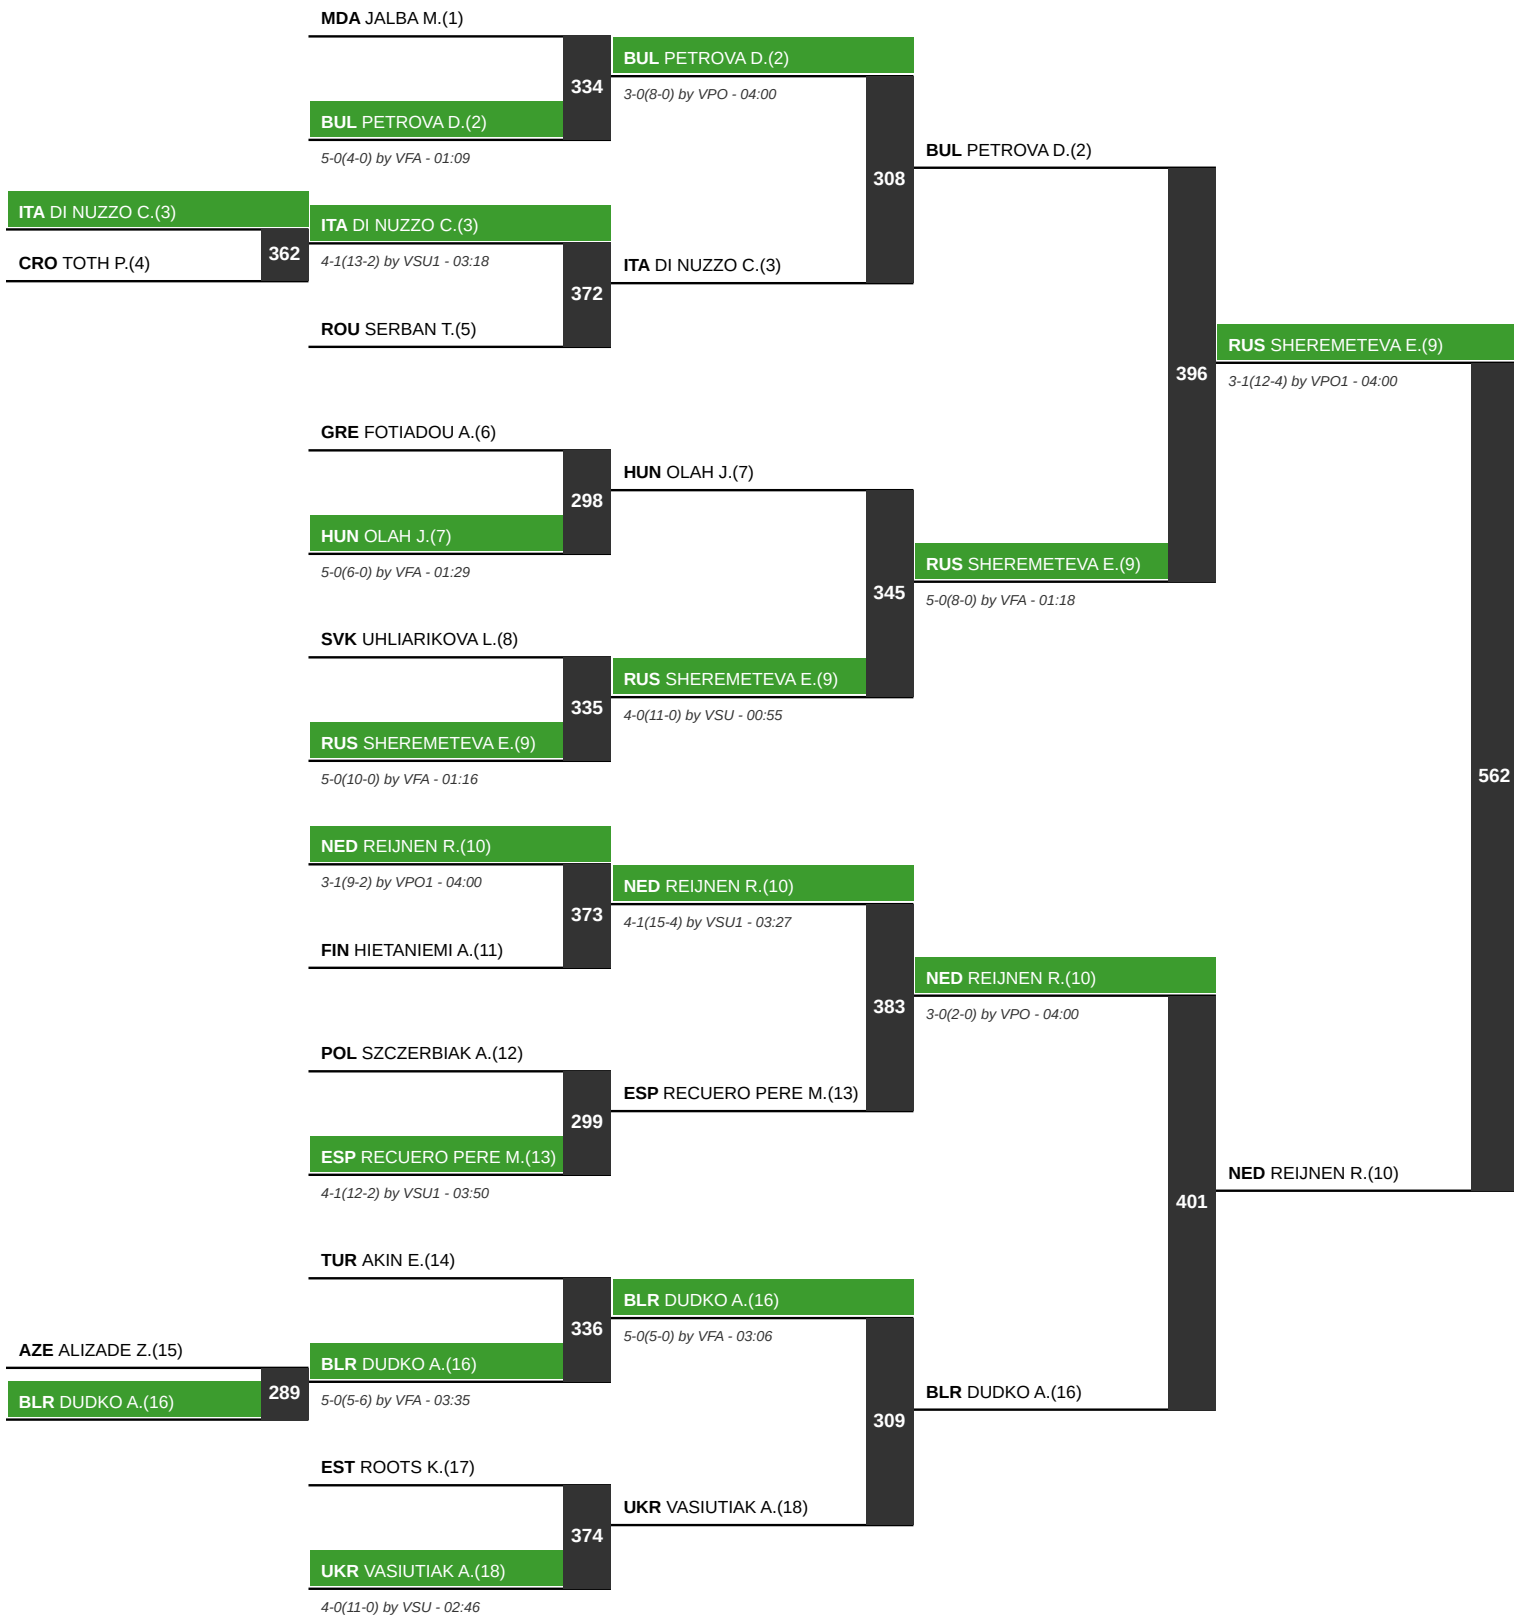 MDA JALBA M.(1)
334
BUL PETROVA D.(2)
5-0(4-0) by VFA - 01:09
ITA DI NUZZO C.(3)
362
CRO TOTH P.(4)
ITA DI NUZZO C.(3)
4-1(13-2) by VSU1 - 03:18
372
ROU SERBAN T.(5)
GRE FOTIADOU A.(6)
298
HUN OLAH J.(7)
5-0(6-0) by VFA - 01:29
SVK UHLIARIKOVA L.(8)
335
RUS SHEREMETEVA E.(9)
5-0(10-0) by VFA - 01:16
NED REIJNEN R.(10)
3-1(9-2) by VPO1 - 04:00
373
FIN HIETANIEMI A.(11)
POL SZCZERBIAK A.(12)
299
ESP RECUERO PERE M.(13)
4-1(12-2) by VSU1 - 03:50
TUR AKIN E.(14)
336
AZE ALIZADE Z.(15)
289
BLR DUDKO A.(16)
BLR DUDKO A.(16)
5-0(5-6) by VFA - 03:35
EST ROOTS K.(17)
374
UKR VASIUTIAK A.(18)
4-0(11-0) by VSU - 02:46
BUL PETROVA D.(2)
3-0(8-0) by VPO - 04:00
308
ITA DI NUZZO C.(3)
HUN OLAH J.(7)
345
RUS SHEREMETEVA E.(9)
4-0(11-0) by VSU - 00:55
NED REIJNEN R.(10)
4-1(15-4) by VSU1 - 03:27
383
ESP RECUERO PERE M.(13)
BLR DUDKO A.(16)
5-0(5-0) by VFA - 03:06
309
UKR VASIUTIAK A.(18)
BUL PETROVA D.(2)
396
RUS SHEREMETEVA E.(9)
5-0(8-0) by VFA - 01:18
NED REIJNEN R.(10)
3-0(2-0) by VPO - 04:00
401
BLR DUDKO A.(16)
RUS SHEREMETEVA E.(9)
3-1(12-4) by VPO1 - 04:00
562
NED REIJNEN R.(10)